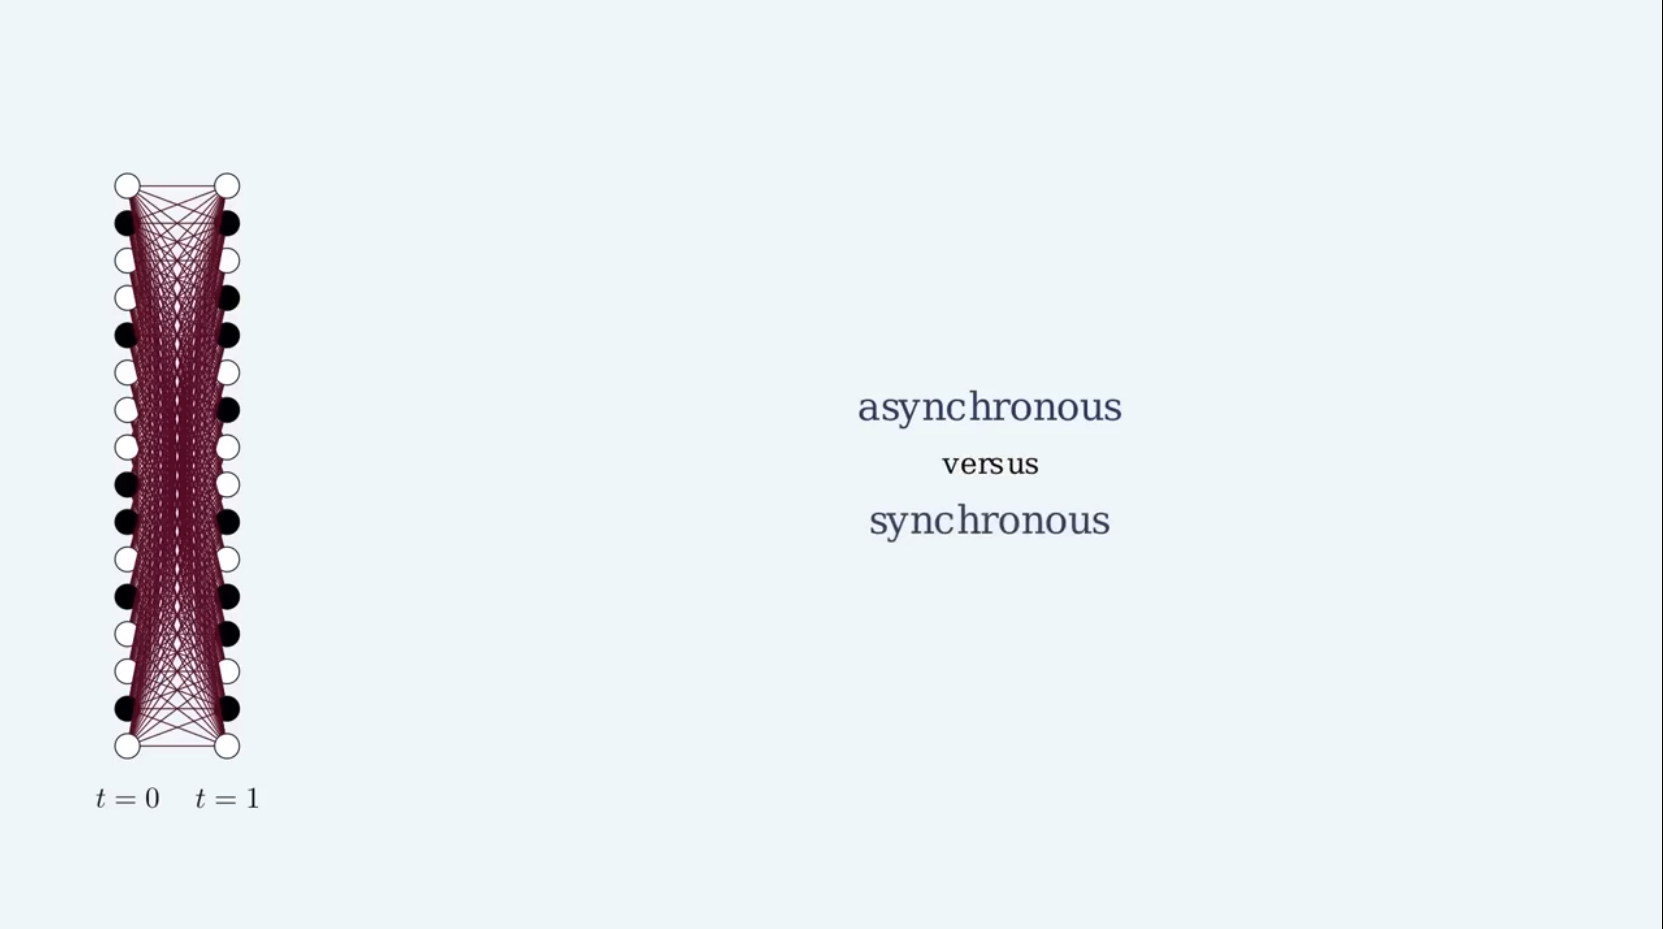 asynchronous
versus
synchronous
t = 0 t = 1